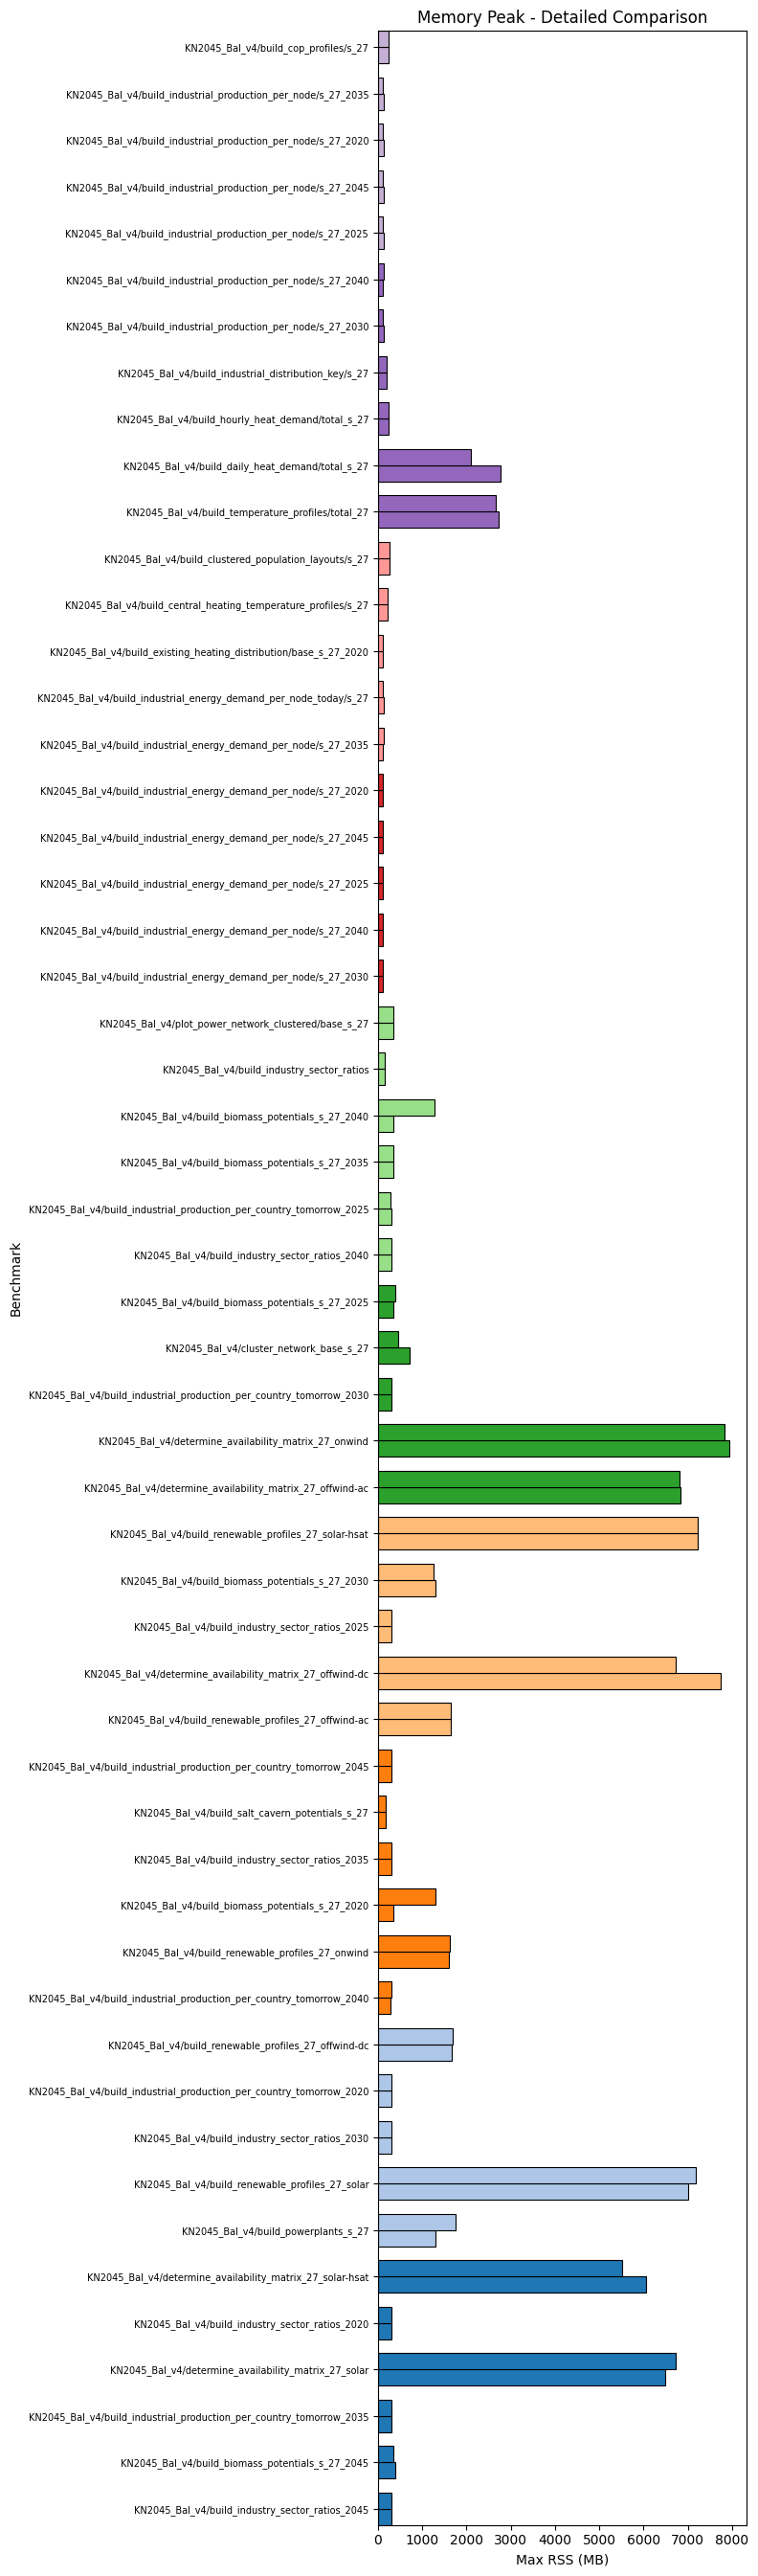 Memory Peak - Detailed Comparison
KN2045_Bal_v4/build_cop_profiles/s_27
KN2045_Bal_v4/build_industrial_production_per_node/s_27_2035
KN2045_Bal_v4/build_industrial_production_per_node/s_27_2020
KN2045_Bal_v4/build_industrial_production_per_node/s_27_2045
KN2045_Bal_v4/build_industrial_production_per_node/s_27_2025
KN2045_Bal_v4/build_industrial_production_per_node/s_27_2040
KN2045_Bal_v4/build_industrial_production_per_node/s_27_2030
KN2045_Bal_v4/build_industrial_distribution_key/s_27
KN2045_Bal_v4/build_hourly_heat_demand/total_s_27
KN2045_Bal_v4/build_daily_heat_demand/total_s_27
KN2045_Bal_v4/build_temperature_profiles/total_27
KN2045_Bal_v4/build_clustered_population_layouts/s_27
KN2045_Bal_v4/build_central_heating_temperature_profiles/s_27
KN2045_Bal_v4/build_existing_heating_distribution/base_s_27_2020
KN2045_Bal_v4/build_industrial_energy_demand_per_node_today/s_27
KN2045_Bal_v4/build_industrial_energy_demand_per_node/s_27_2035
KN2045_Bal_v4/build_industrial_energy_demand_per_node/s_27_2020
KN2045_Bal_v4/build_industrial_energy_demand_per_node/s_27_2045
KN2045_Bal_v4/build_industrial_energy_demand_per_node/s_27_2025
KN2045_Bal_v4/build_industrial_energy_demand_per_node/s_27_2040
KN2045_Bal_v4/build_industrial_energy_demand_per_node/s_27_2030
KN2045_Bal_v4/plot_power_network_clustered/base_s_27
KN2045_Bal_v4/build_industry_sector_ratios
KN2045_Bal_v4/build_biomass_potentials_s_27_2040
KN2045_Bal_v4/build_biomass_potentials_s_27_2035
KN2045_Bal_v4/build_industrial_production_per_country_tomorrow_2025
KN2045_Bal_v4/build_industry_sector_ratios_2040
KN2045_Bal_v4/build_biomass_potentials_s_27_2025
KN2045_Bal_v4/cluster_network_base_s_27
KN2045_Bal_v4/build_industrial_production_per_country_tomorrow_2030
KN2045_Bal_v4/determine_availability_matrix_27_onwind
KN2045_Bal_v4/determine_availability_matrix_27_offwind-ac
KN2045_Bal_v4/build_renewable_profiles_27_solar-hsat
KN2045_Bal_v4/build_biomass_potentials_s_27_2030
KN2045_Bal_v4/build_industry_sector_ratios_2025
KN2045_Bal_v4/determine_availability_matrix_27_offwind-dc
KN2045_Bal_v4/build_renewable_profiles_27_offwind-ac
KN2045_Bal_v4/build_industrial_production_per_country_tomorrow_2045
KN2045_Bal_v4/build_salt_cavern_potentials_s_27
KN2045_Bal_v4/build_industry_sector_ratios_2035
KN2045_Bal_v4/build_biomass_potentials_s_27_2020
KN2045_Bal_v4/build_renewable_profiles_27_onwind
KN2045_Bal_v4/build_industrial_production_per_country_tomorrow_2040
KN2045_Bal_v4/build_renewable_profiles_27_offwind-dc
KN2045_Bal_v4/build_industrial_production_per_country_tomorrow_2020
KN2045_Bal_v4/build_industry_sector_ratios_2030
KN2045_Bal_v4/build_renewable_profiles_27_solar
KN2045_Bal_v4/build_powerplants_s_27
KN2045_Bal_v4/determine_availability_matrix_27_solar-hsat
KN2045_Bal_v4/build_industry_sector_ratios_2020
KN2045_Bal_v4/determine_availability_matrix_27_solar
KN2045_Bal_v4/build_industrial_production_per_country_tomorrow_2035
KN2045_Bal_v4/build_biomass_potentials_s_27_2045
KN2045_Bal_v4/build_industry_sector_ratios_2045
Benchmark
0 1000 2000 3000 4000 5000 6000 7000 8000
Max RSS (MB)